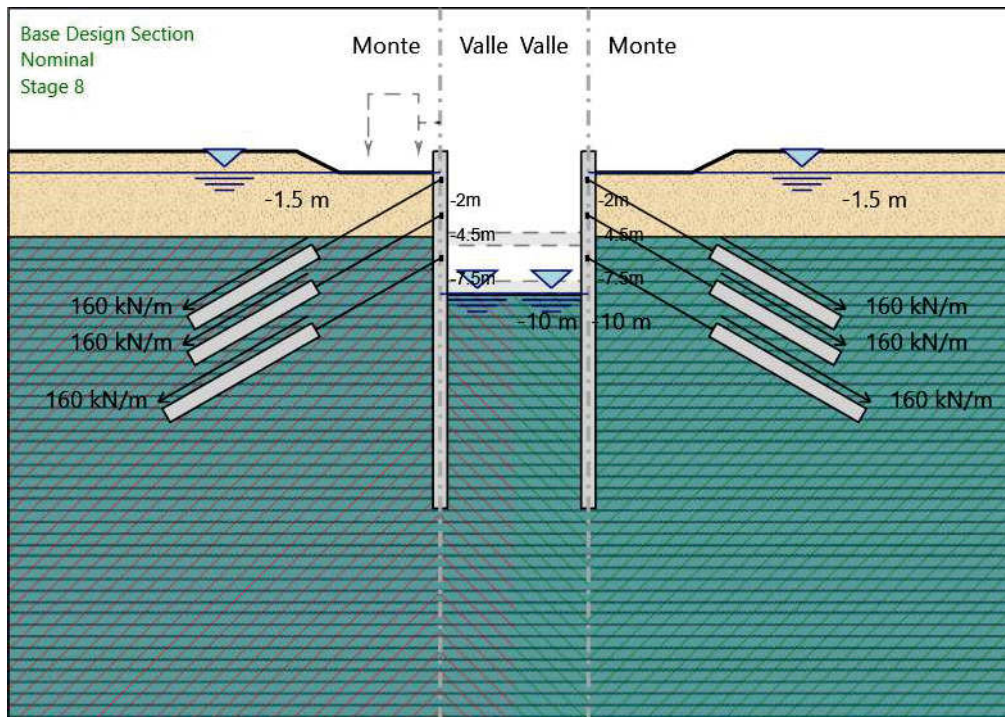 Base Design Section
Nominal
Stage 8
Monte Valle Valle Monte
-1.5 m -2m -2m -1.5 m
-4.5m 4.5m
-7.5m -7.5m
160 kN/m 160 kN/m
-10 m -10 m
160 kN/m 160 kN/m
160 kN/m 160 kN/m